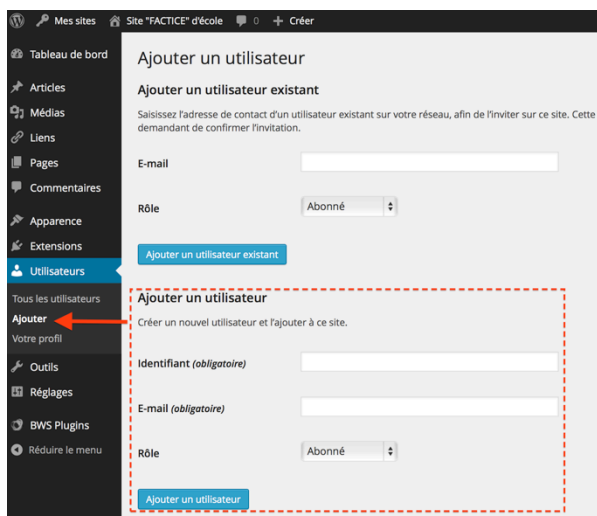 Mes sites Site "FACTICE" d'école 0 + Créer
Tableau de bord
Articles
Médias
Liens
Pages
Commentaires
Apparence
Extensions
Utilisateurs
Tous les utilisateurs
Ajouter
Votre profil
Outils
Réglages
BWS Plugins
Réduire le menu
Ajouter un utilisateur
Ajouter un utilisateur existant
Saisissez l'adresse de contact d'un utilisateur existant sur votre réseau, afin de l'inviter sur ce site. Cette
demandant de confirmer l'invitation.
E-mail
Rôle Abonné
Ajouter un utilisateur existant
Ajouter un utilisateur
Créer un nouvel utilisateur et l'ajouter à ce site.
Identifiant (obligatoire)
E-mail (obligatoire)
Rôle Abonné
Ajouter un utilisateur